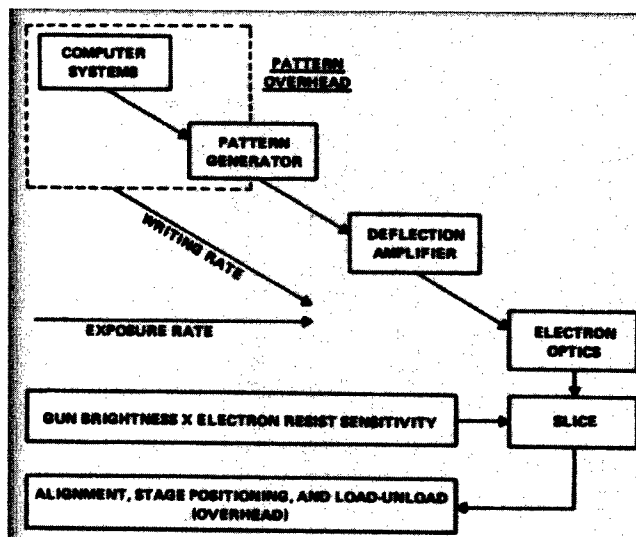 COMPUTER
SYSTEMS
PATTERN
OVERHEAD
PATTERN
GENERATOR
WRITING RATE
DEFLECTION
AMPLIFIER
EXPOSURE RATE
ELECTRON
OPTICS
GUN BRIGHTNESS X ELECTRON RESIST SENSITIVITY
SLICE
ALIGNMENT, STAGE POSITIONING, AND LOAD-UNLOAD
(OVERHEAD)